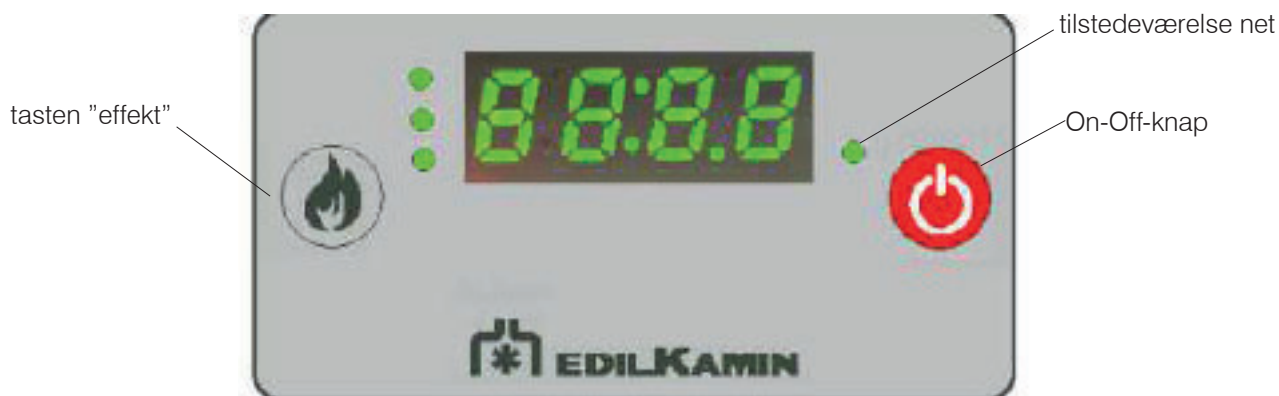 tilstedeværelse net
tasten ”effekt”
88:8.8
On-Off-knap
EDILKAMIN